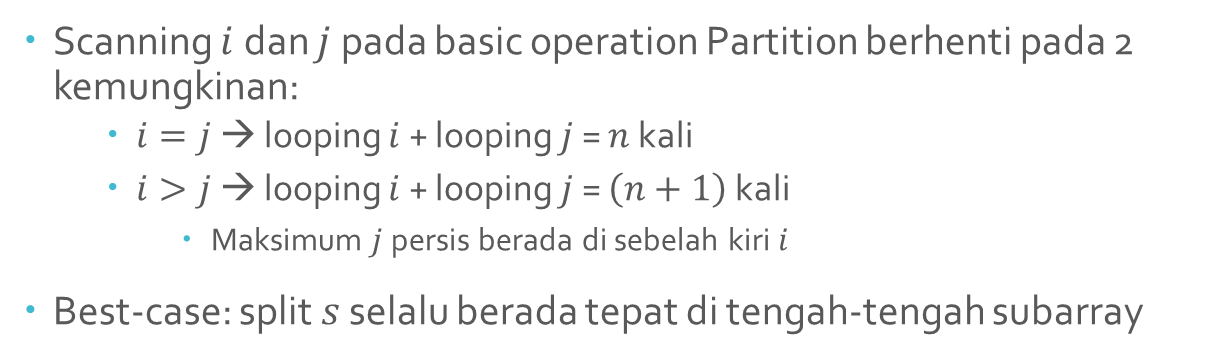 • Scanning i dan j pada basic operation Partition berhenti pada 2
kemungkinan:
• i = j → looping i + looping j = n kali
• i > j → looping i + looping j = (n + 1) kali
• Maksimum j persis berada di sebelah kiri i
• Best-case: split s selalu berada tepat di tengah-tengah subarray